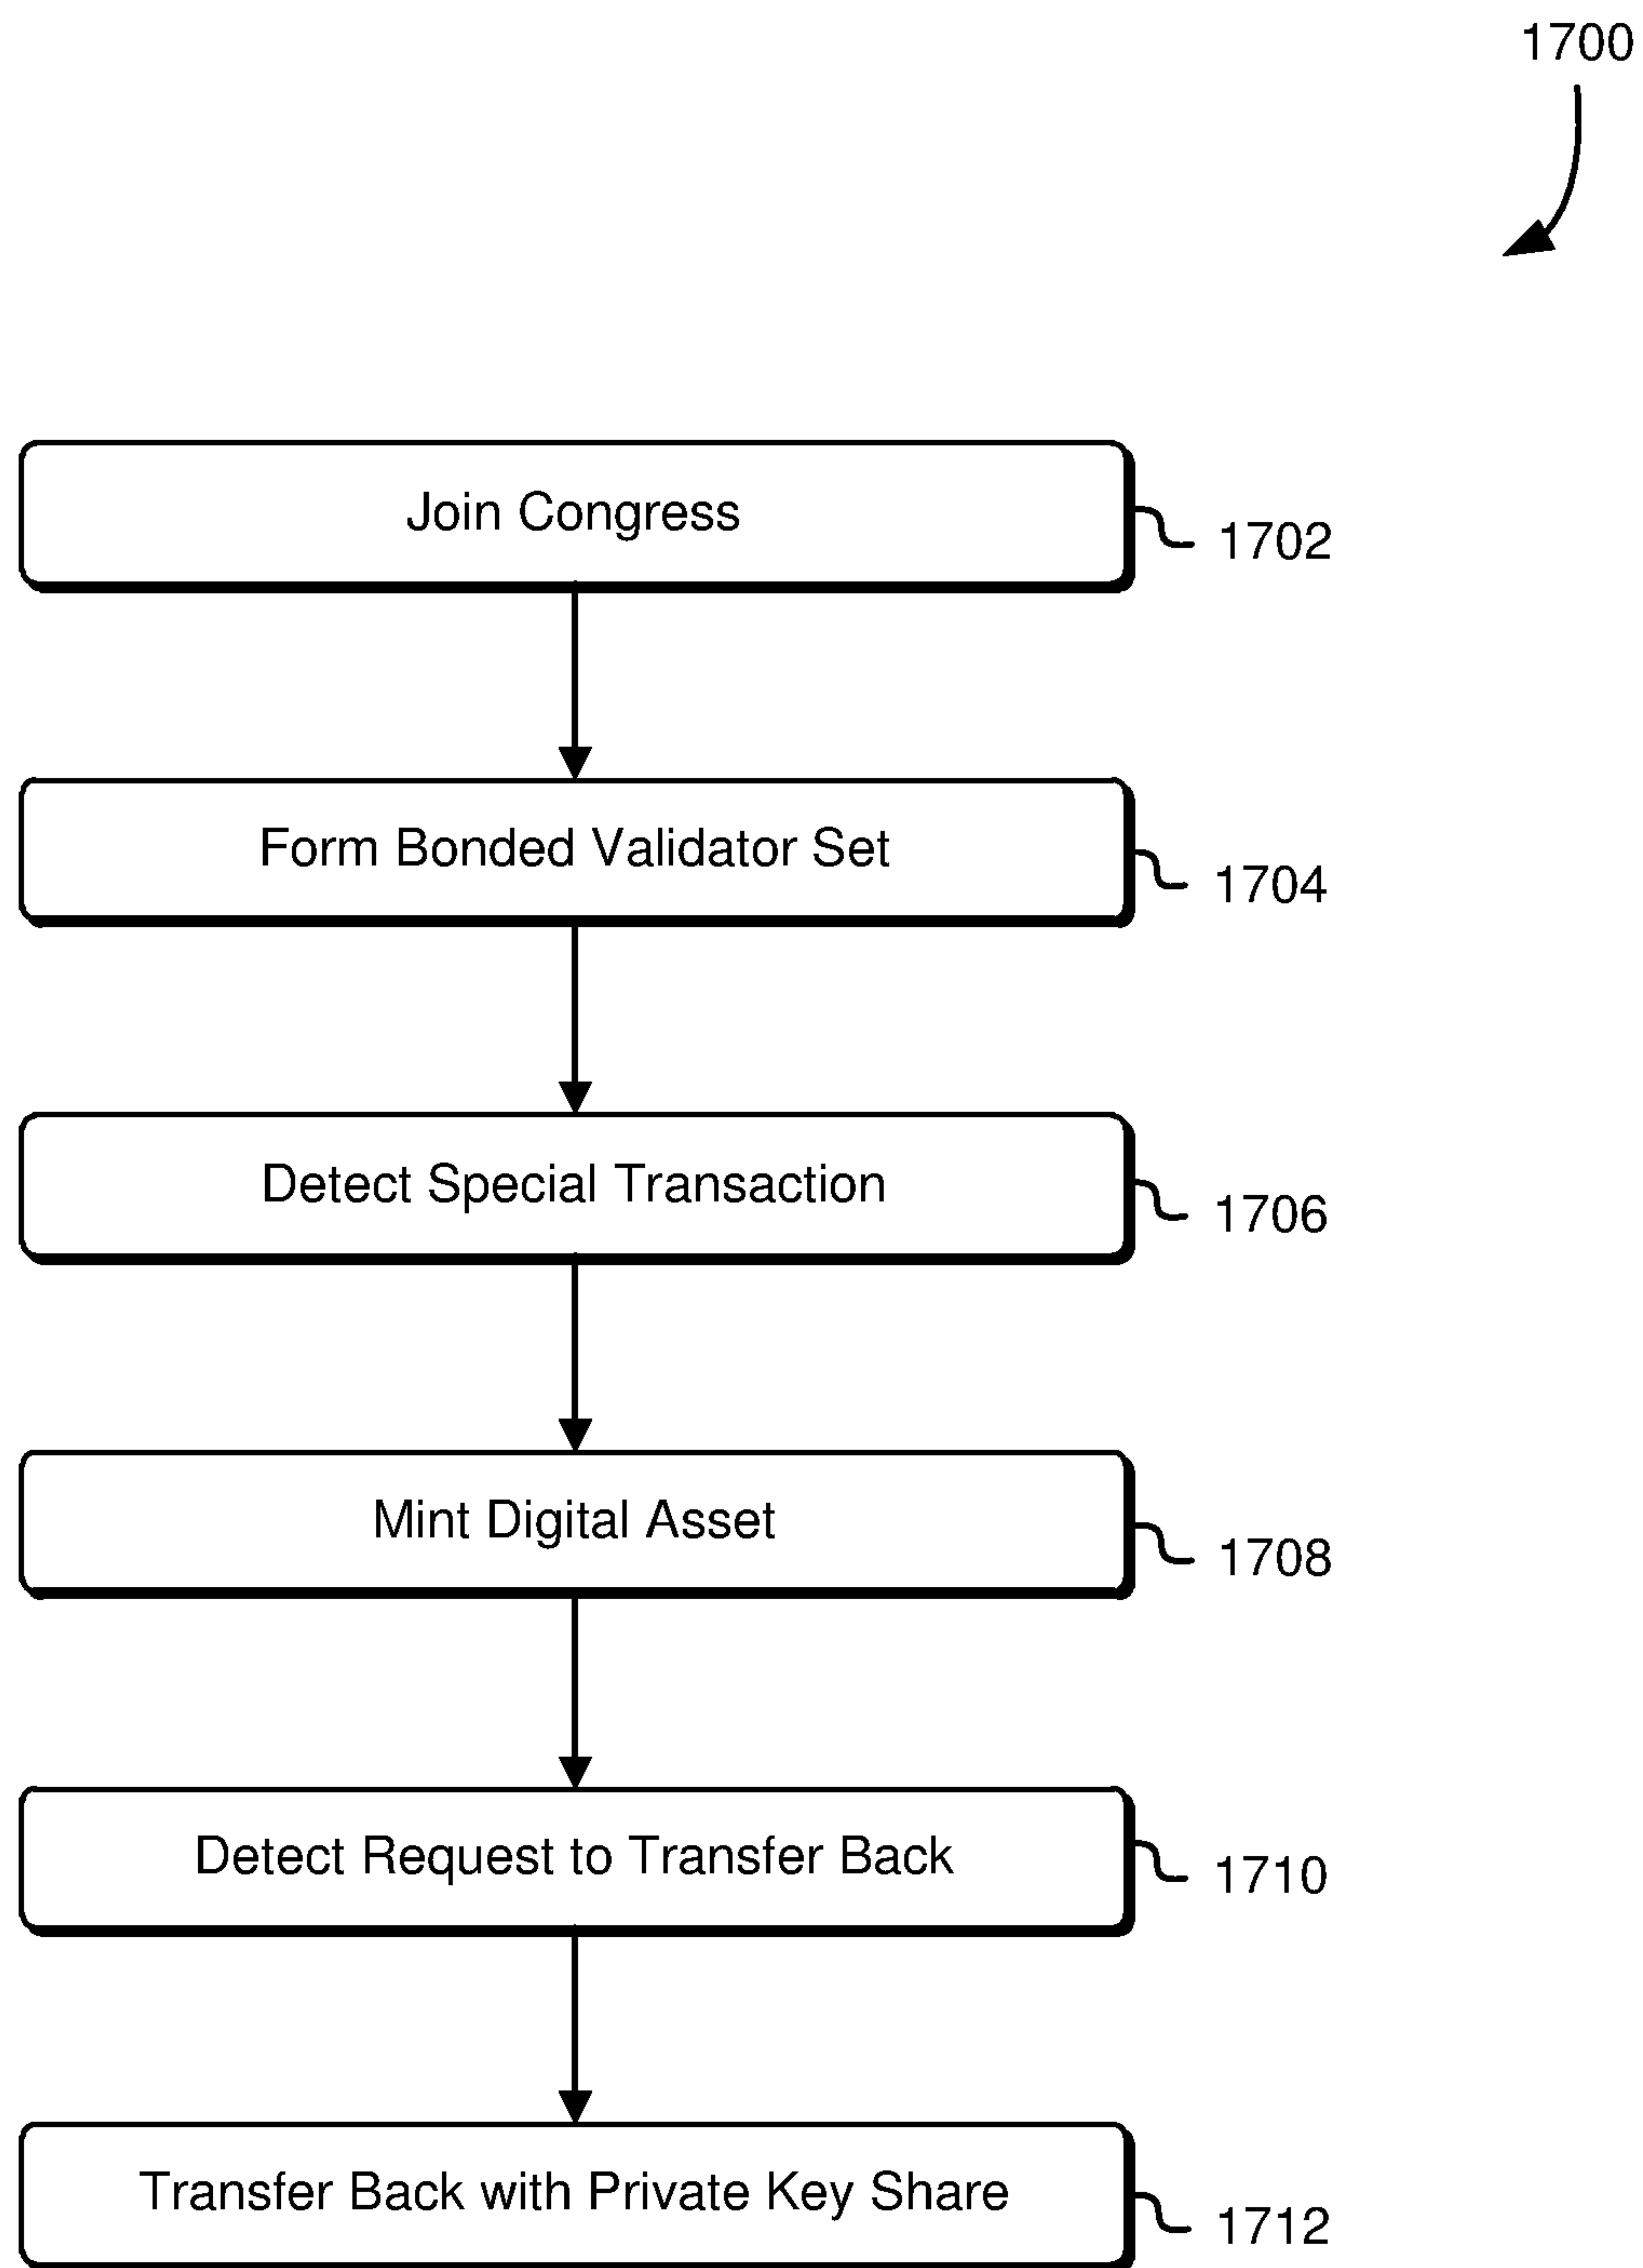 1700
Join Congress
1702
Form Bonded Validator Set
1704
Detect Special Transaction
1706
Mint Digital Asset
1708
Detect Request to Transfer Back
1710
Transfer Back with Private Key Share
1712